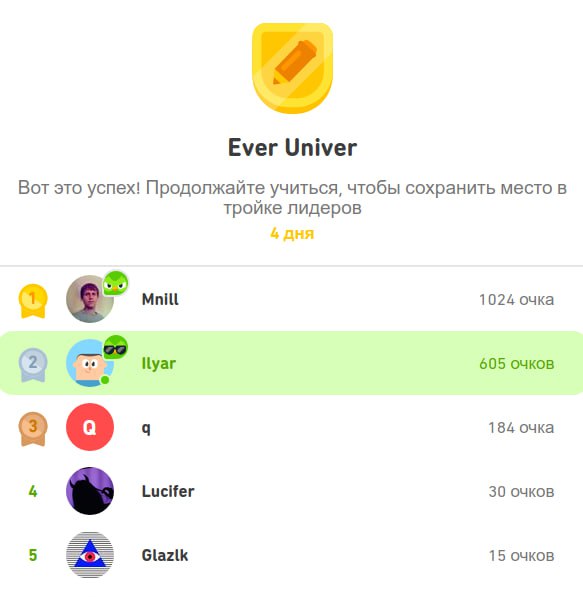 Ever Univer
Вот это успех! Продолжайте учиться, чтобы сохранить место в
тройке лидеров
4 дня
1 Mnill 1024 очка
2 Ilyar 605 очков
3 Q q 184 очка
4 Lucifer 30 очков
5 Glazlk 15 очков